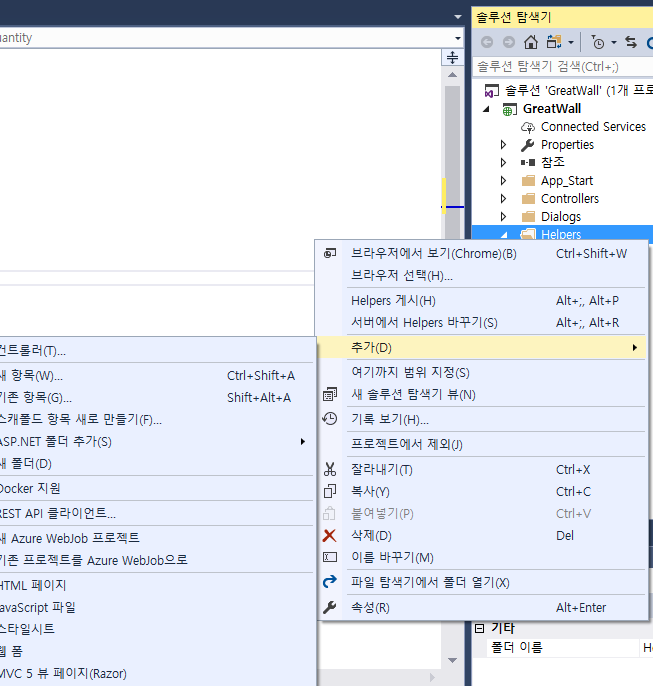 솔루션 탐색기
antity
솔루션 탐색기 검색(Ctrl+;)
솔루션 'GreatWall' (1개 프로
GreatWall
Connected Services
Properties
참조
App_Start
Controllers
Dialogs
Helpers
브라우저에서 보기(Chrome)(B) Ctrl+Shift+W
브라우저 선택(H)...
Helpers 게시(H) Alt+;, Alt+P
서버에서 Helpers 바꾸기(S) Alt+;, Alt+R
추가(D)
여기까지 범위 지정(S)
새 솔루션 탐색기 뷰(N)
기록 보기(H)...
프로젝트에서 제외(J)
잘라내기(T) Ctrl+X
복사(Y) Ctrl+C
붙여넣기(P) Ctrl+V
삭제(D) Del
이름 바꾸기(M)
파일 탐색기에서 폴더 열기(X)
속성(R) Alt+Enter
컨트롤러(T)...
새 항목(W)... Ctrl+Shift+A
기존 항목(G)... Shift+Alt+A
스캐폴드 항목 새로 만들기(F)...
ASP.NET 폴더 추가(S)
새 폴더(D)
Docker 지원
REST API 클라이언트...
새 Azure WebJob 프로젝트
기존 프로젝트를 Azure WebJob으로
HTML 페이지
JavaScript 파일
스타일시트
웹 폼
MVC 5 뷰 페이지(Razor)
기타
폴더 이름 He